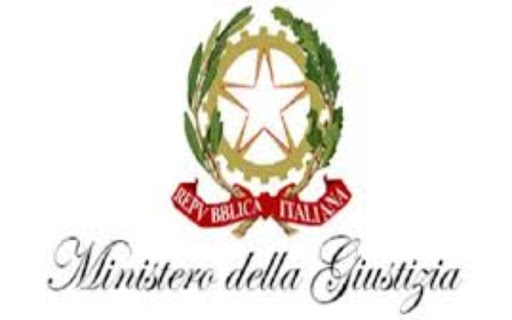 REPVBBLICA ITALIANA
Ministero della Giustizia